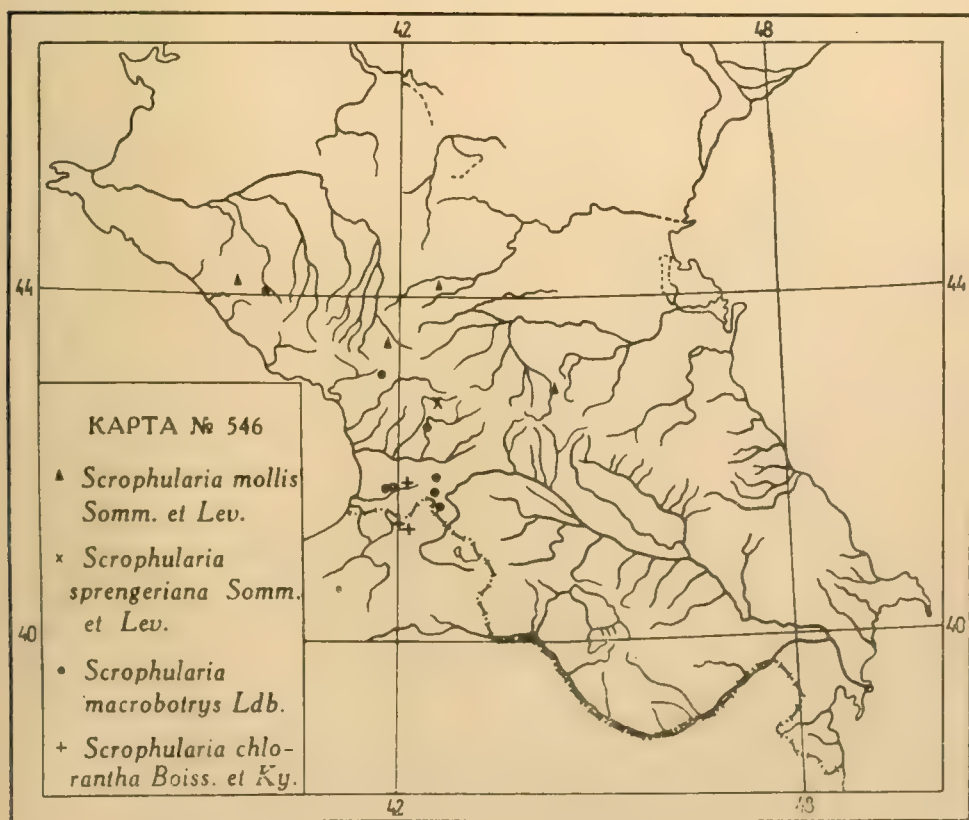 42 48
44 44
КАРТА № 546
▲ Scrophularia mollis
Somm. et Lev.
× Scrophularia
sprengeriana Somm.
et Lev.
40 40
• Scrophularia
macrobotrys Ldb.
+ Scrophularia chlo-
rantha Boiss. et Ky.
42 48